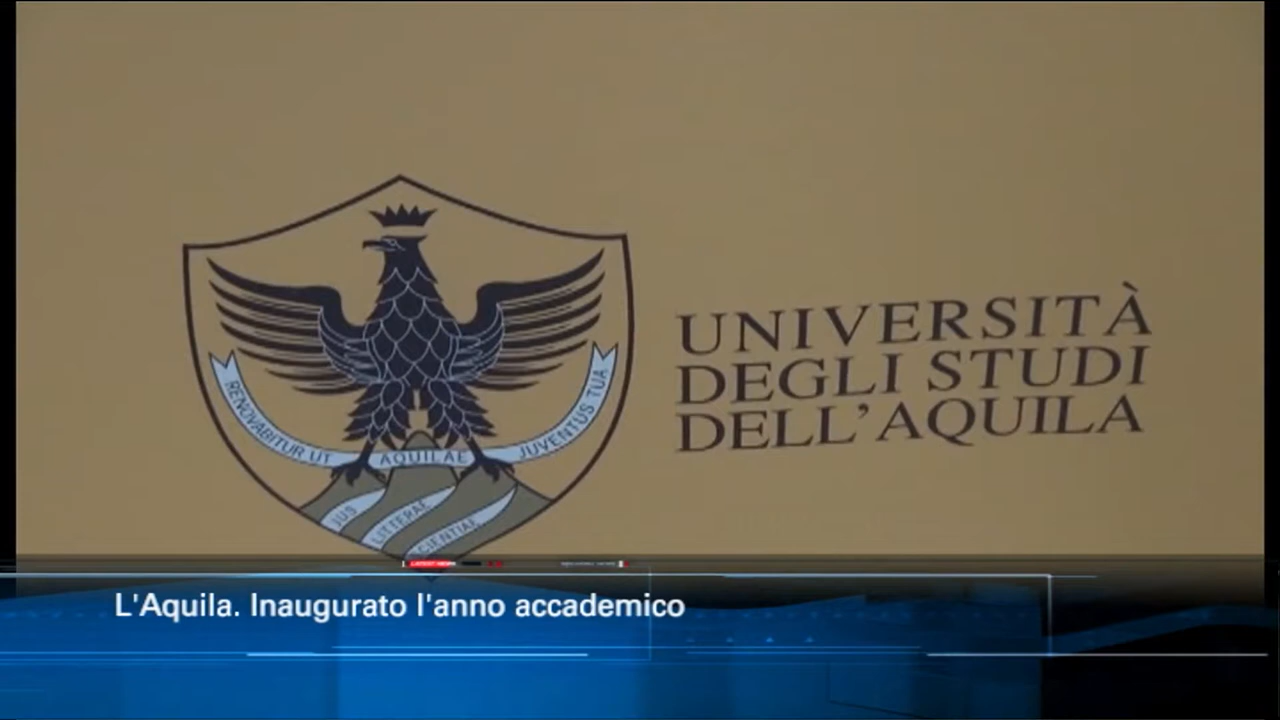 RENOVABITUR UT AQUILAE JUVENTUS TUA
JUS
LITTERAE
SCIENTIAE
UNIVERSITÀ
DEGLI STUDI
DELL'AQUILA
L'Aquila. Inaugurato l'anno accademico